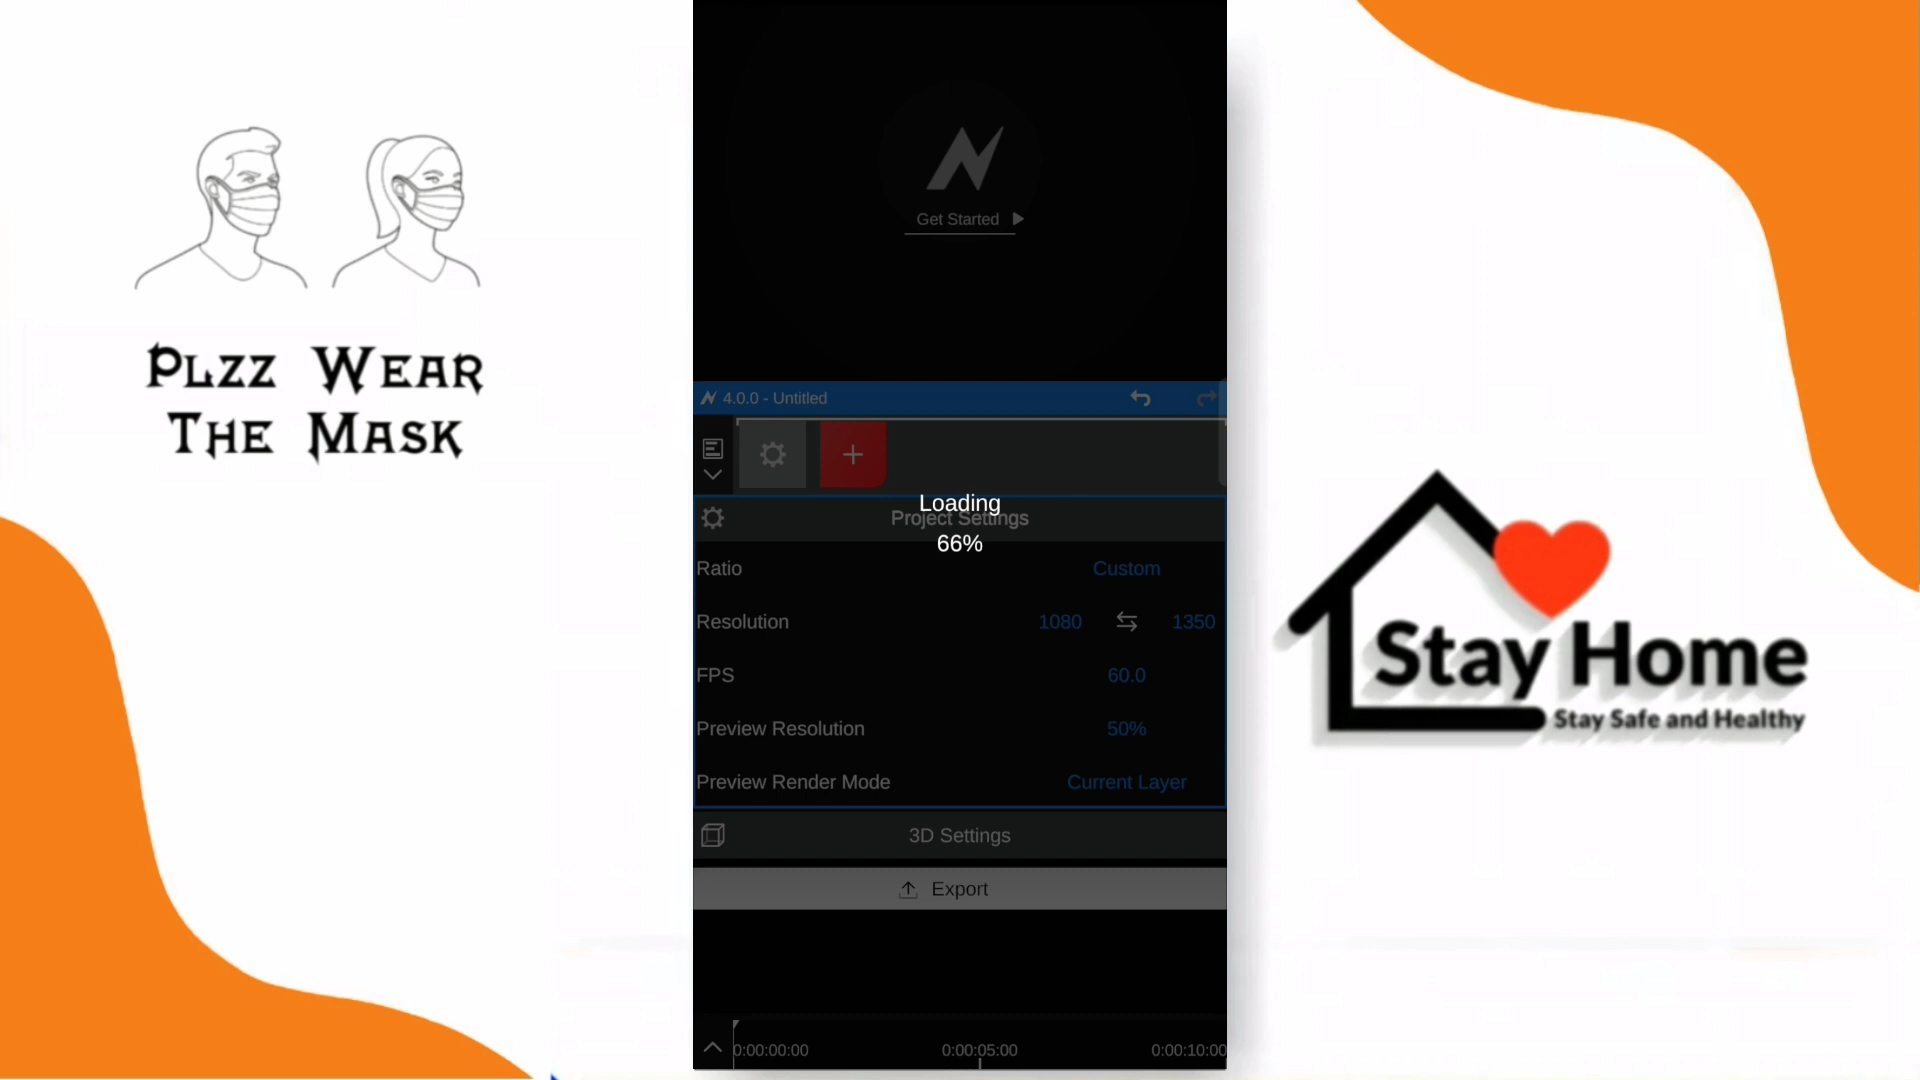 Plzz Wear
The Mask
Get Started
4.0.0 - Untitled
Loading
Project Settings
66%
Ratio Custom
Resolution 1080 1350
FPS 60.0
Preview Resolution 50%
Preview Render Mode Current Layer
3D Settings
Export
0:00:00:00 0:00:05:00 0:00:10:00
Stay Home
Stay Safe and Healthy